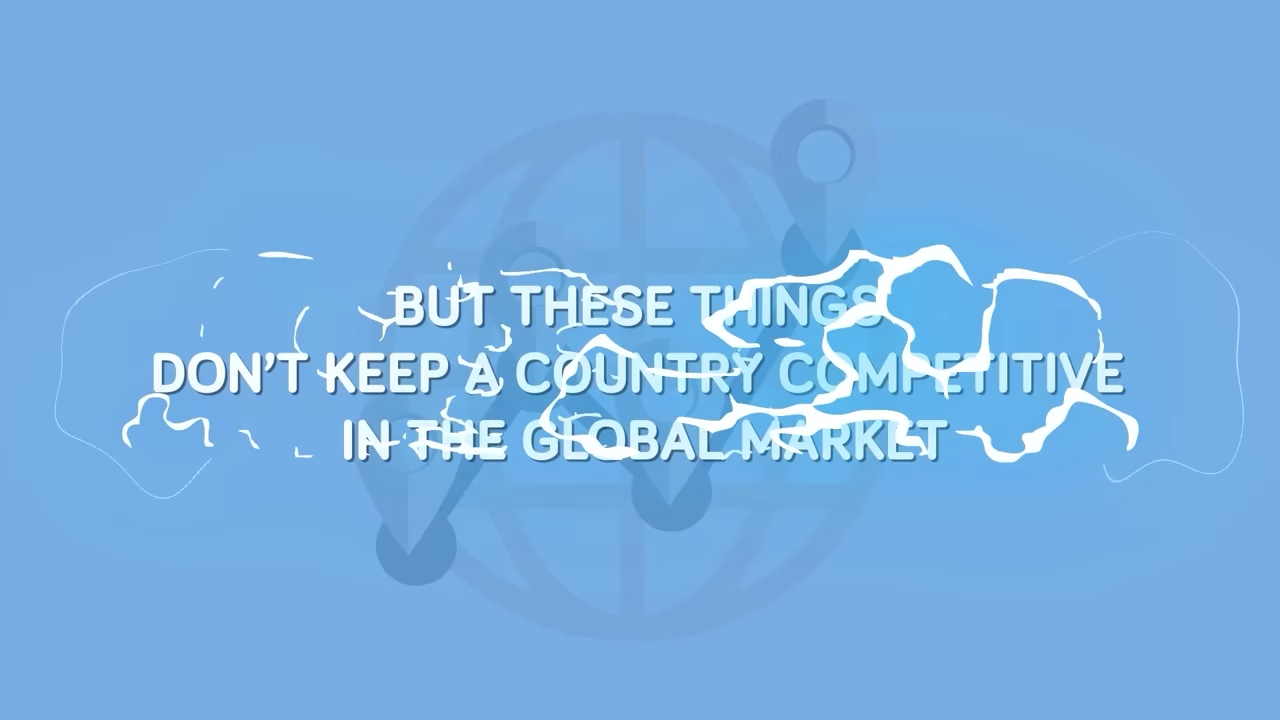 BUT THESE THINGS
DON’T KEEP A COUNTRY COMPETITIVE
IN THE GLOBAL MARKET